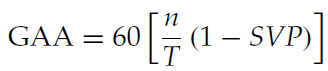 GAA = 60 [ n/T (1 − SVP) ]